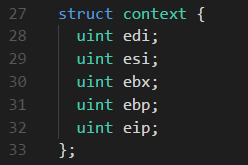 27 struct context {
28 uint edi;
29 uint esi;
30 uint ebx;
31 uint ebp;
32 uint eip;
33 };